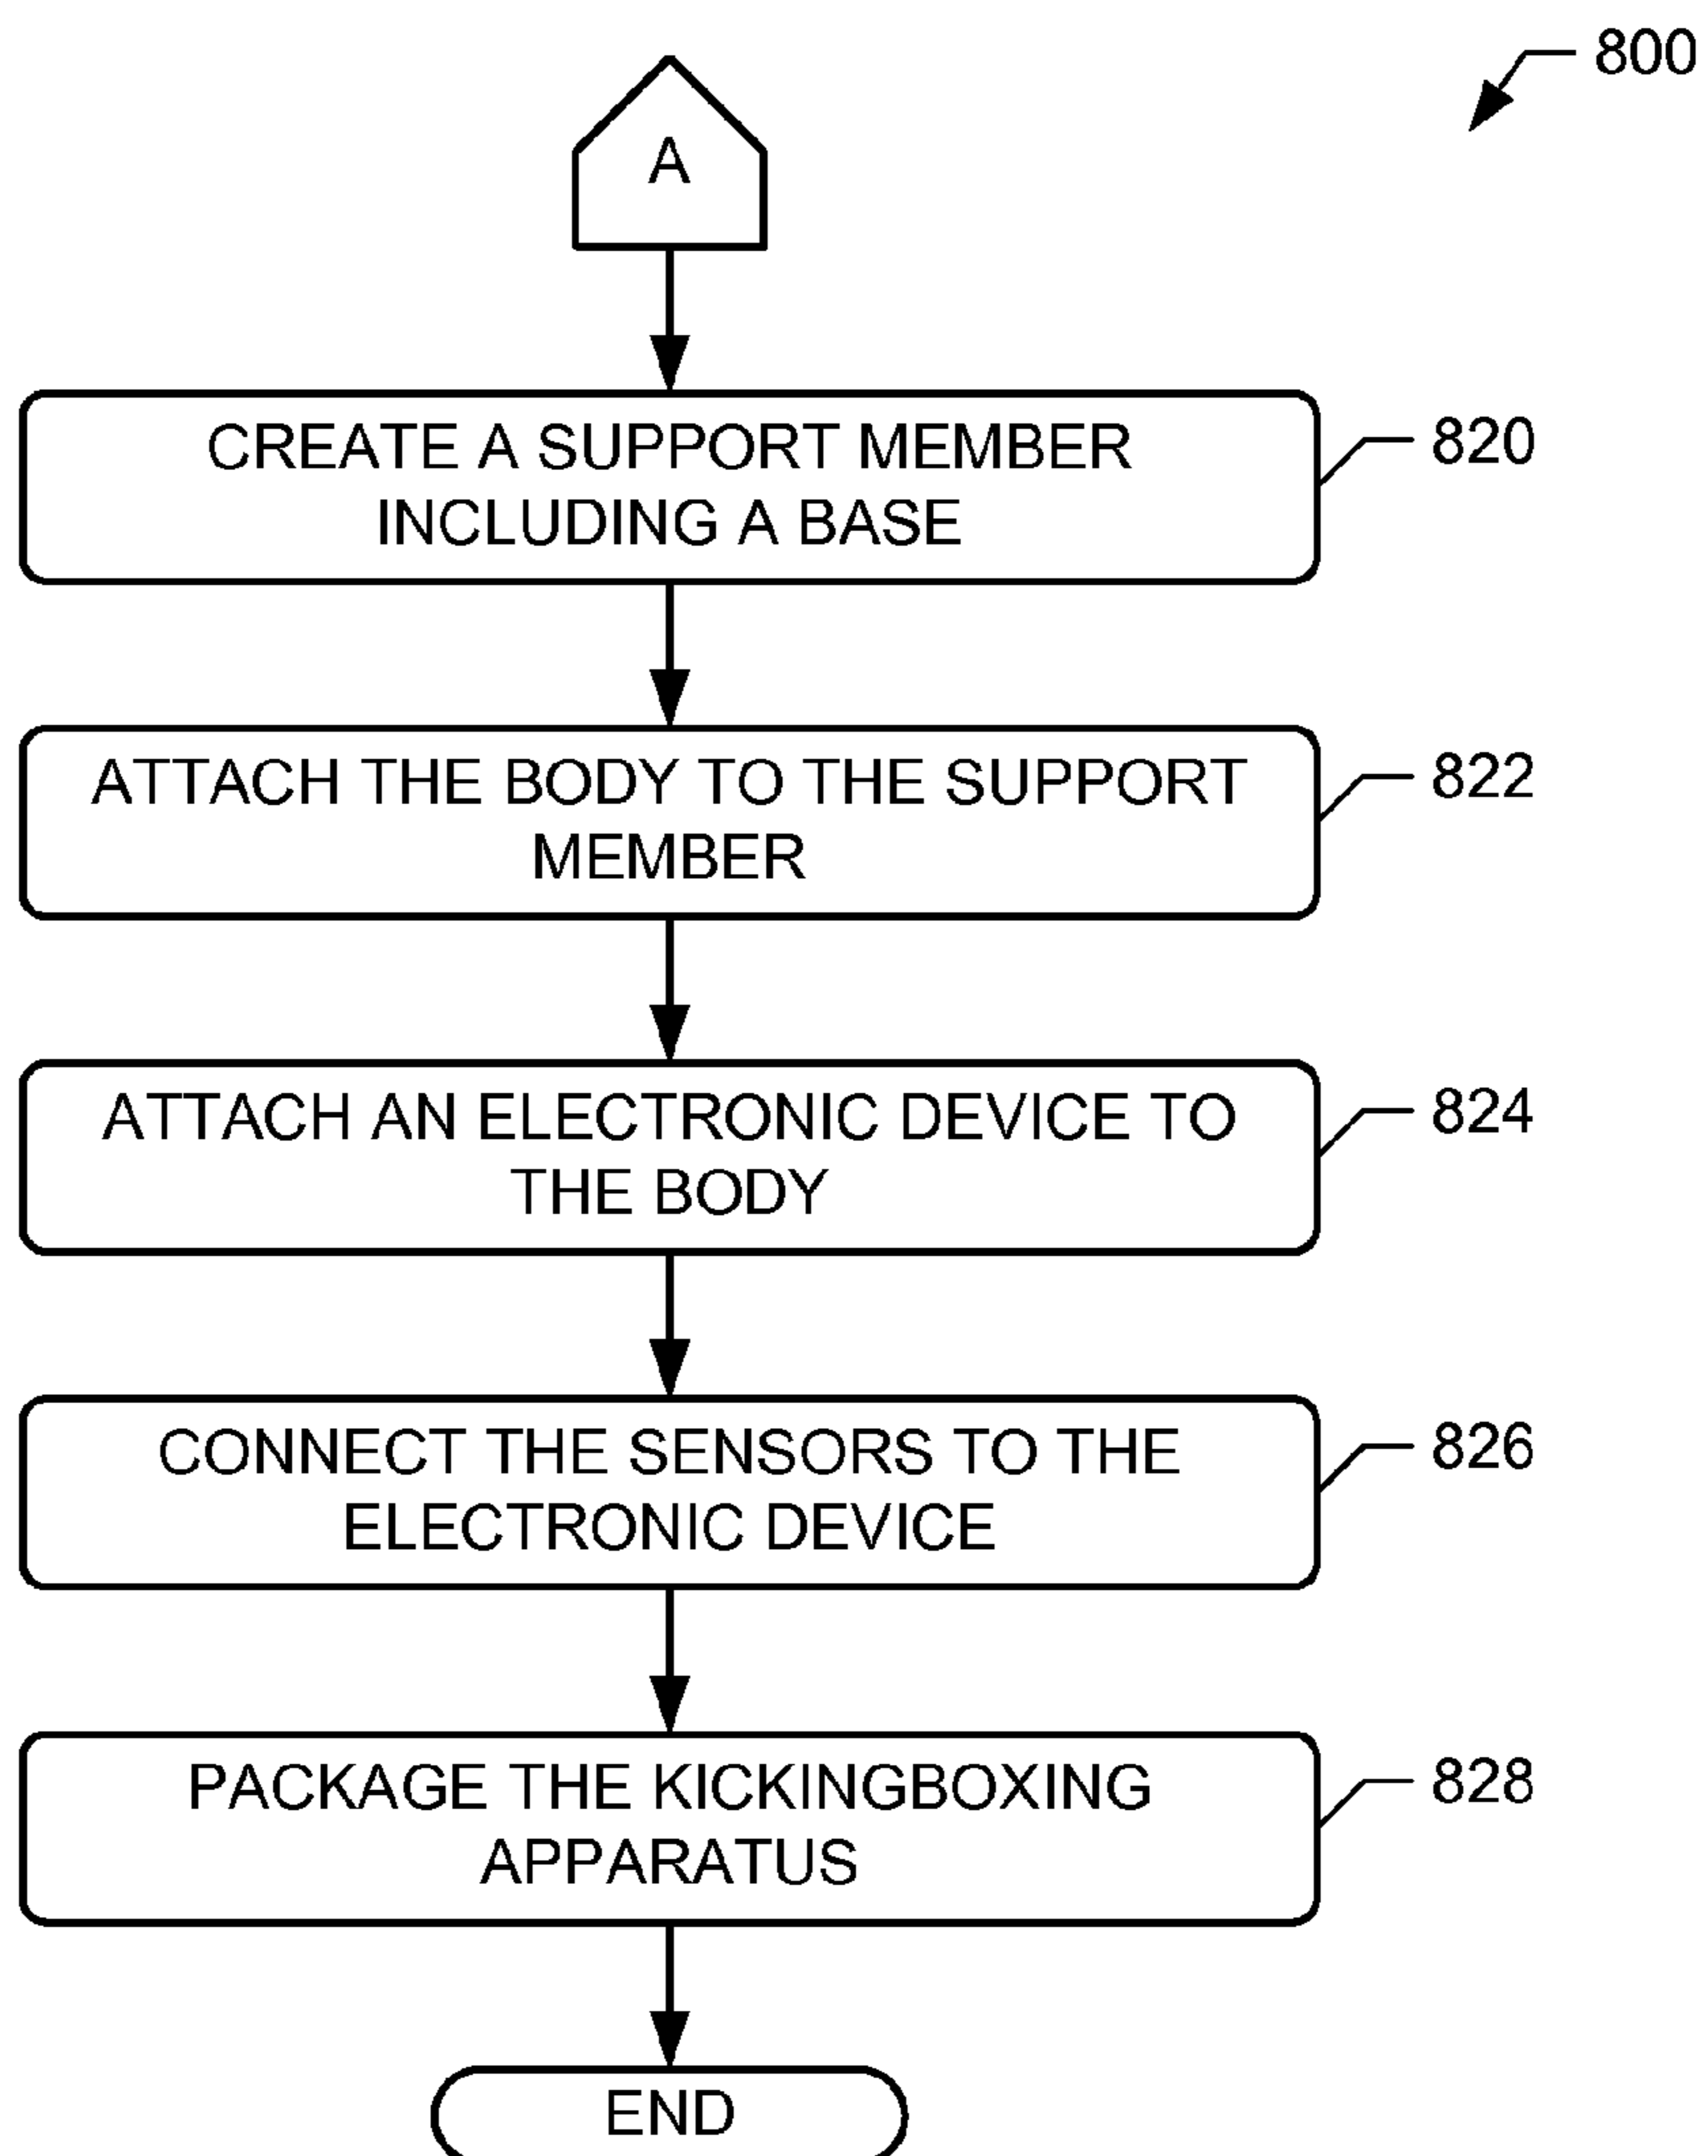 800
A
CREATE A SUPPORT MEMBER
INCLUDING A BASE
820
ATTACH THE BODY TO THE SUPPORT
MEMBER
822
ATTACH AN ELECTRONIC DEVICE TO
THE BODY
824
CONNECT THE SENSORS TO THE
ELECTRONIC DEVICE
826
PACKAGE THE KICKINGBOXING
APPARATUS
828
END